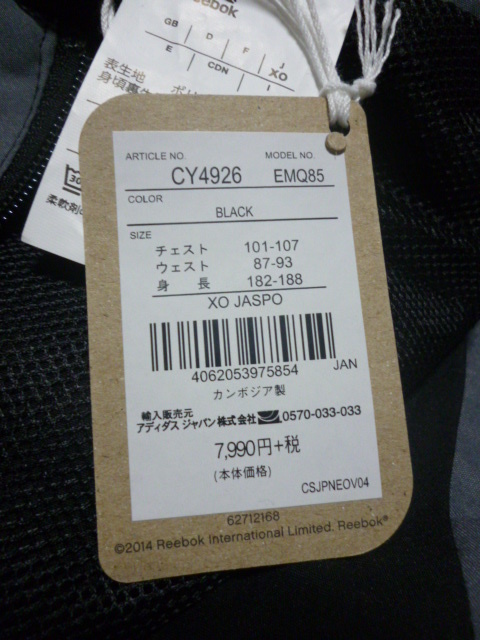 Reebok
GB D F J
XO
E CDN I
表生地
身頃裏生
柔軟剤の
ARTICLE NO. MODEL NO.
CY4926 EMQ85
COLOR
BLACK
SIZE
チェスト 101-107
ウェスト 87-93
身長 182-188
XO JASPO
4062053975854 JAN
カンボジア製
輸入販売元
アディダス ジャパン株式会社 0570-033-033
7,990円+税
(本体価格)
CSJPNEOV04
62712168
©2014 Reebok International Limited. Reebok®